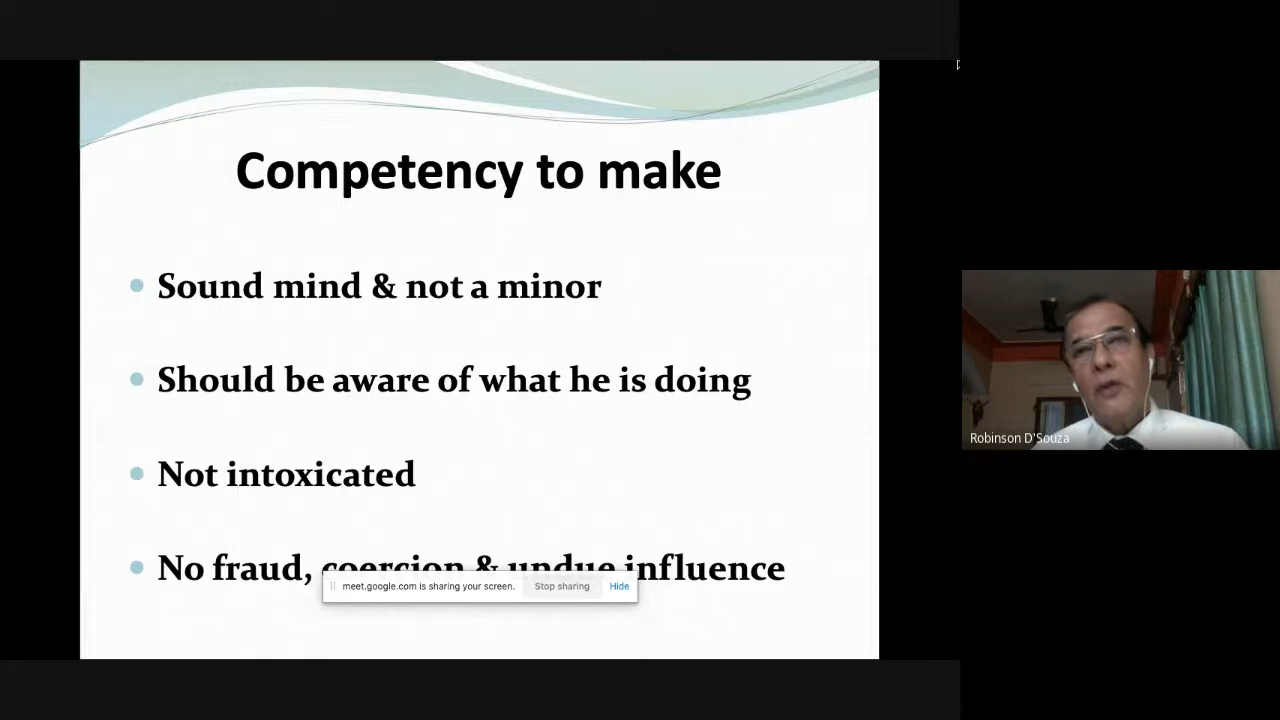 Competency to make
Sound mind & not a minor
Should be aware of what he is doing
Not intoxicated
No fraud, coercion & undue influence
meet.google.com is sharing your screen. Stop sharing Hide
Robinson D'Souza